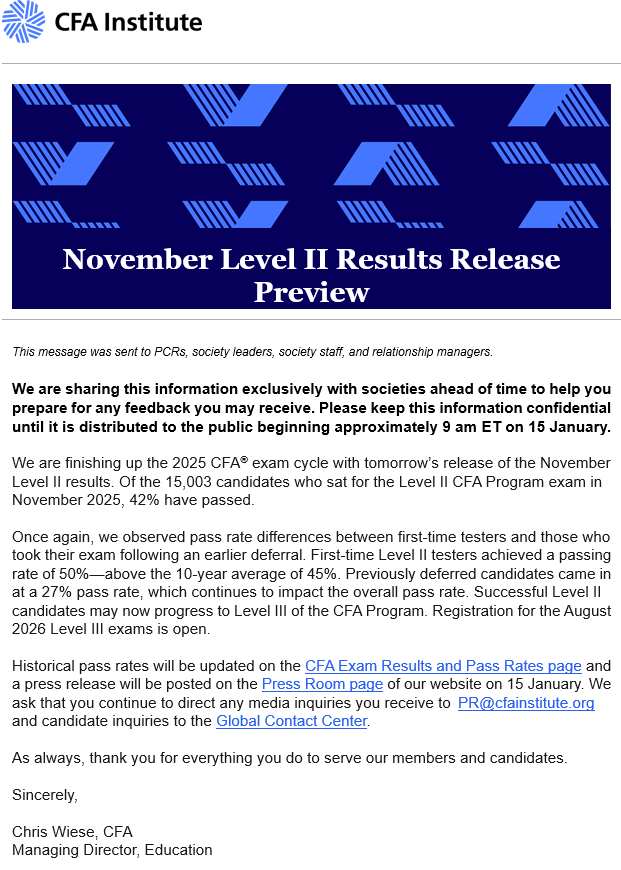 CFA Institute
November Level II Results Release
Preview
This message was sent to PCRs, society leaders, society staff, and relationship managers.
We are sharing this information exclusively with societies ahead of time to help you
prepare for any feedback you may receive. Please keep this information confidential
until it is distributed to the public beginning approximately 9 am ET on 15 January.
We are finishing up the 2025 CFA® exam cycle with tomorrow’s release of the November
Level II results. Of the 15,003 candidates who sat for the Level II CFA Program exam in
November 2025, 42% have passed.
Once again, we observed pass rate differences between first-time testers and those who
took their exam following an earlier deferral. First-time Level II testers achieved a passing
rate of 50%—above the 10-year average of 45%. Previously deferred candidates came in
at a 27% pass rate, which continues to impact the overall pass rate. Successful Level II
candidates may now progress to Level III of the CFA Program. Registration for the August
2026 Level III exams is open.
Historical pass rates will be updated on the CFA Exam Results and Pass Rates page and
a press release will be posted on the Press Room page of our website on 15 January. We
ask that you continue to direct any media inquiries you receive to PR@cfainstitute.org
and candidate inquiries to the Global Contact Center.
As always, thank you for everything you do to serve our members and candidates.
Sincerely,
Chris Wiese, CFA
Managing Director, Education